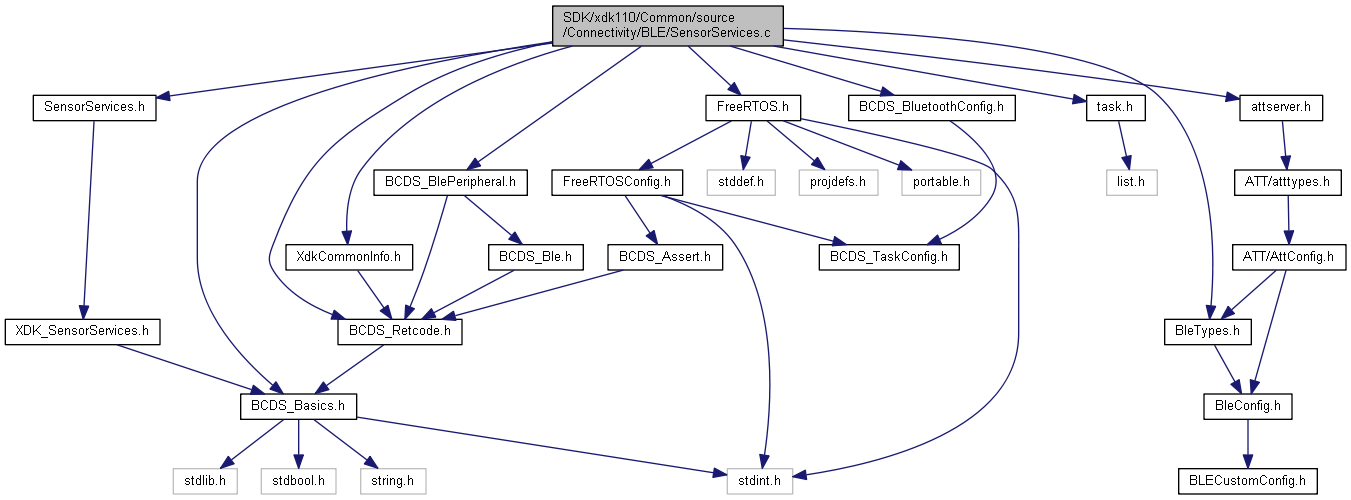 SDK/xdk110/Common/source
/Connectivity/BLE/SensorServices.c
SensorServices.h
FreeRTOS.h
BCDS_BluetoothConfig.h
task.h
attserver.h
BCDS_BlePeripheral.h
FreeRTOSConfig.h
stddef.h
projdefs.h
portable.h
list.h
ATT/atttypes.h
XdkCommonInfo.h
BCDS_Ble.h
BCDS_Assert.h
BCDS_TaskConfig.h
ATT/AttConfig.h
XDK_SensorServices.h
BCDS_Retcode.h
BleTypes.h
BCDS_Basics.h
BleConfig.h
stdlib.h
stdbool.h
string.h
stdint.h
BLECustomConfig.h